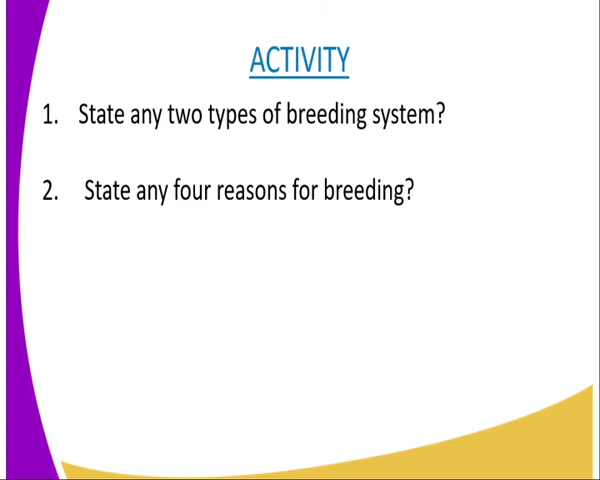 ACTIVITY
1. State any two types of breeding system?
2. State any four reasons for breeding?